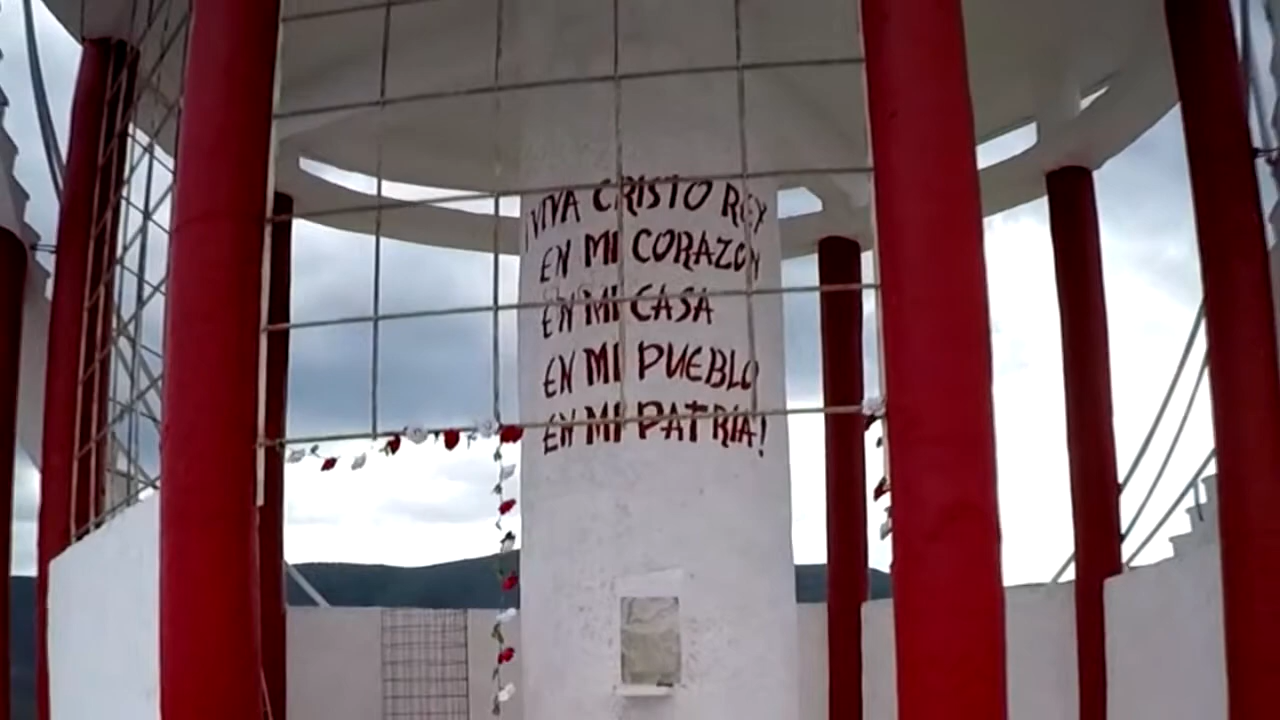 ¡VIVA CRISTO REY
EN MI CORAZON
EN MI CASA
EN MI PUEBLO
EN MI PATRIA!